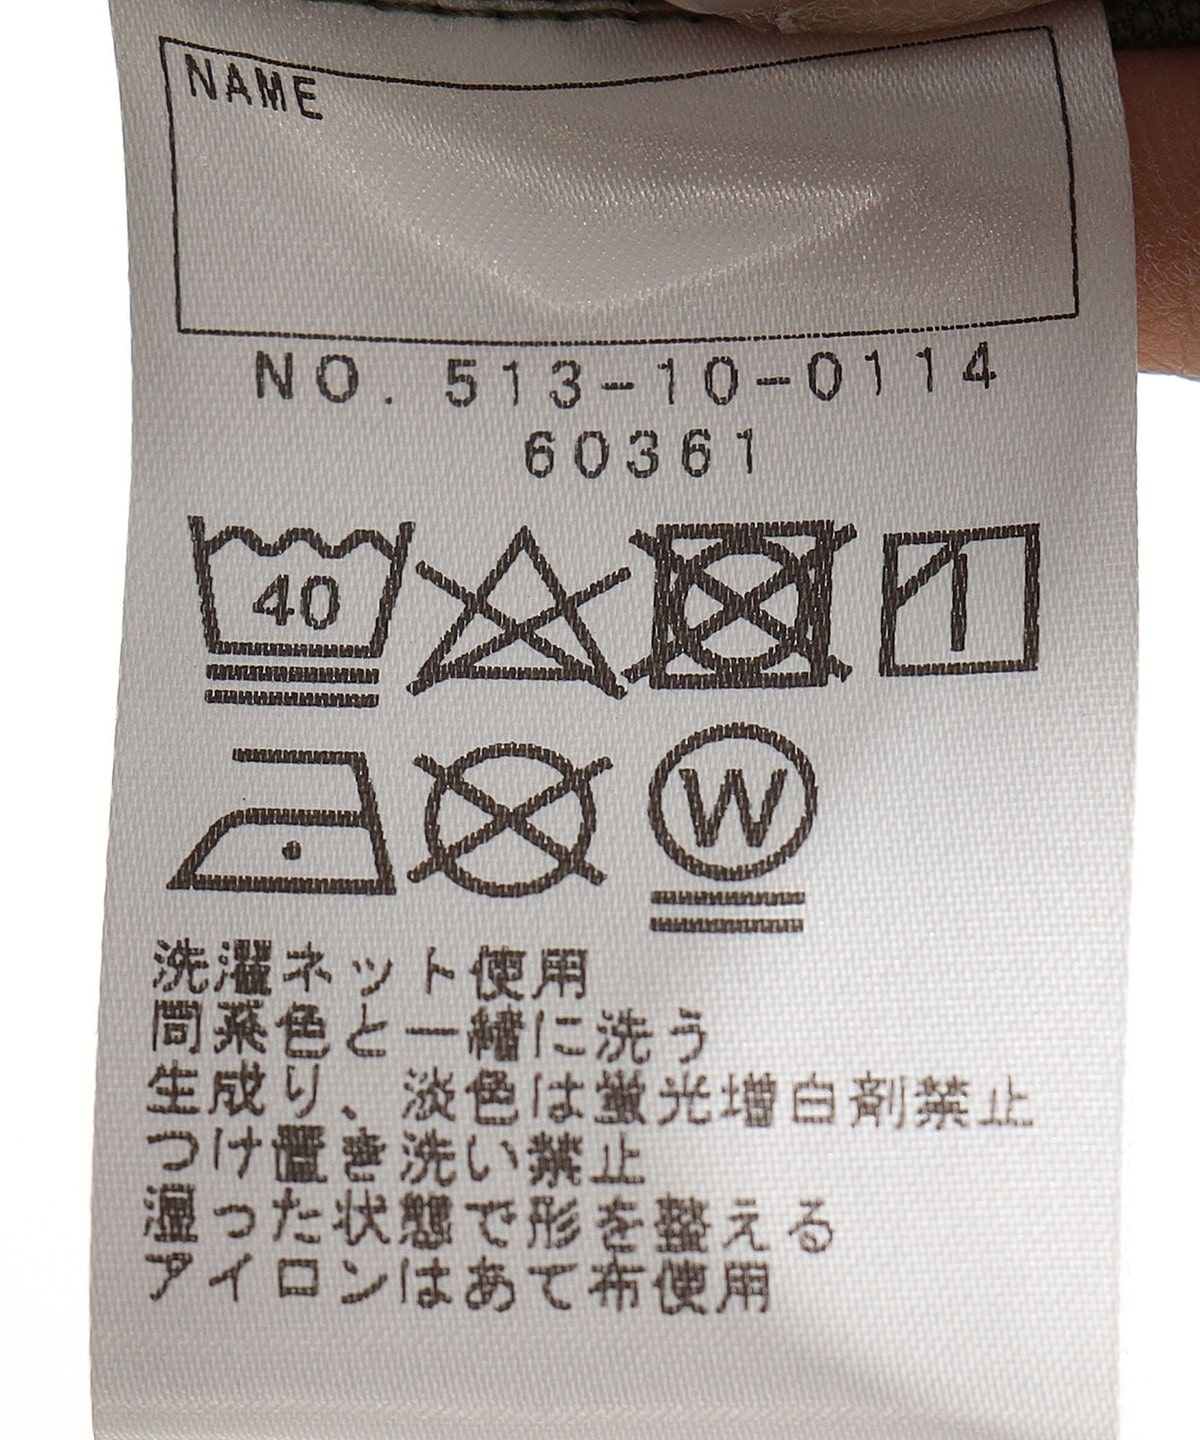 NAME
NO. 513-10-0114
60361
40
W
洗濯ネット使用
同系色と一緒に洗う
生成り、淡色は蛍光増白剤禁止
つけ置き洗い禁止
湿った状態で形を整える
アイロンはあて布使用